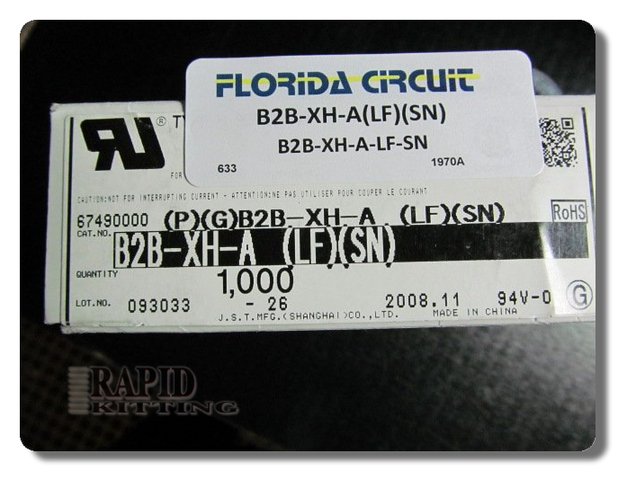 FLORIDA CIRCUIT
B2B-XH-A(LF)(SN)
B2B-XH-A-LF-SN
633 1970A
® TY
FOR
CAUTION:NOT FOR INTERRUPTING CURRENT - ATTENTION:NE PAS UTILISER POUR COUPER LE COURANT
67490000 (P)(G)B2B-XH-A (LF)(SN) RoHS
CAT.NO. B2B-XH-A (LF)(SN)
QUANTITY 1,000
LOT.NO. 093033 - 26 2008.11 94V-0 G
J.S.T.MFG.(SHANGHAI)CO.,LTD. MADE IN CHINA
RAPID
KITTING